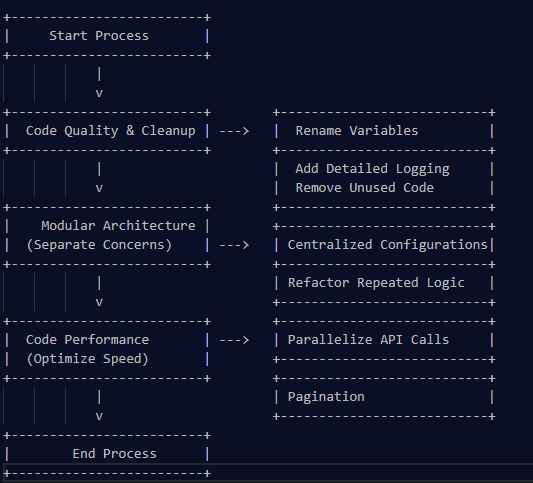 +-------------------------+
|     Start Process       |
+-------------------------+
            |
            v
+-------------------------+        +---------------------------+
|  Code Quality & Cleanup | --->   |  Rename Variables         |
+-------------------------+        +---------------------------+
            |                      |  Add Detailed Logging     |
            v                      |  Remove Unused Code       |
+-------------------------+        +---------------------------+
|    Modular Architecture |        +---------------------------+
|  (Separate Concerns)    | --->   | Centralized Configurations|
+-------------------------+        +---------------------------+
            |                      | Refactor Repeated Logic   |
            v                      +---------------------------+
+-------------------------+        +---------------------------+
|  Code Performance       | --->   | Parallelize API Calls     |
|  (Optimize Speed)       |        +---------------------------+
+-------------------------+        +---------------------------+
            |                      | Pagination                |
            v                      +---------------------------+
+-------------------------+
|        End Process      |
+-------------------------+